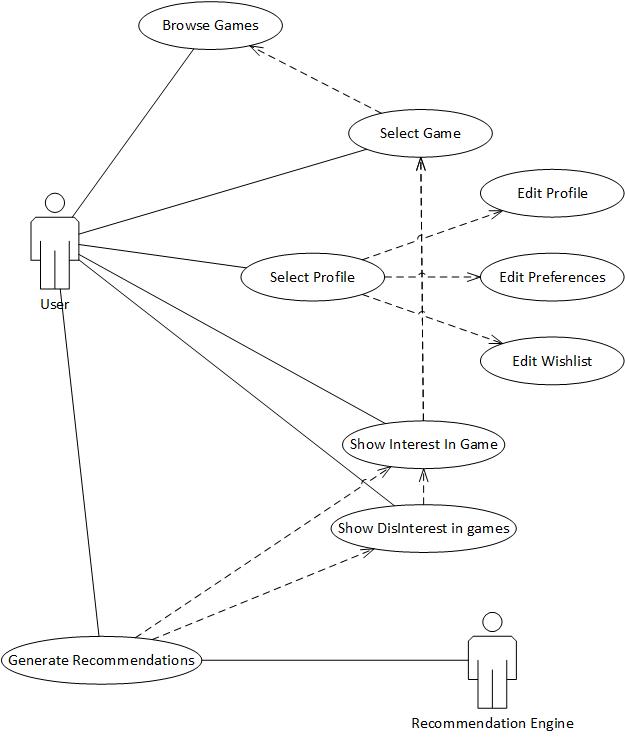 Browse Games
Select Game
Edit Profile
User
Select Profile
Edit Preferences
Edit Wishlist
Show Interest In Game
Show DisInterest in games
Generate Recommendations
Recommendation Engine